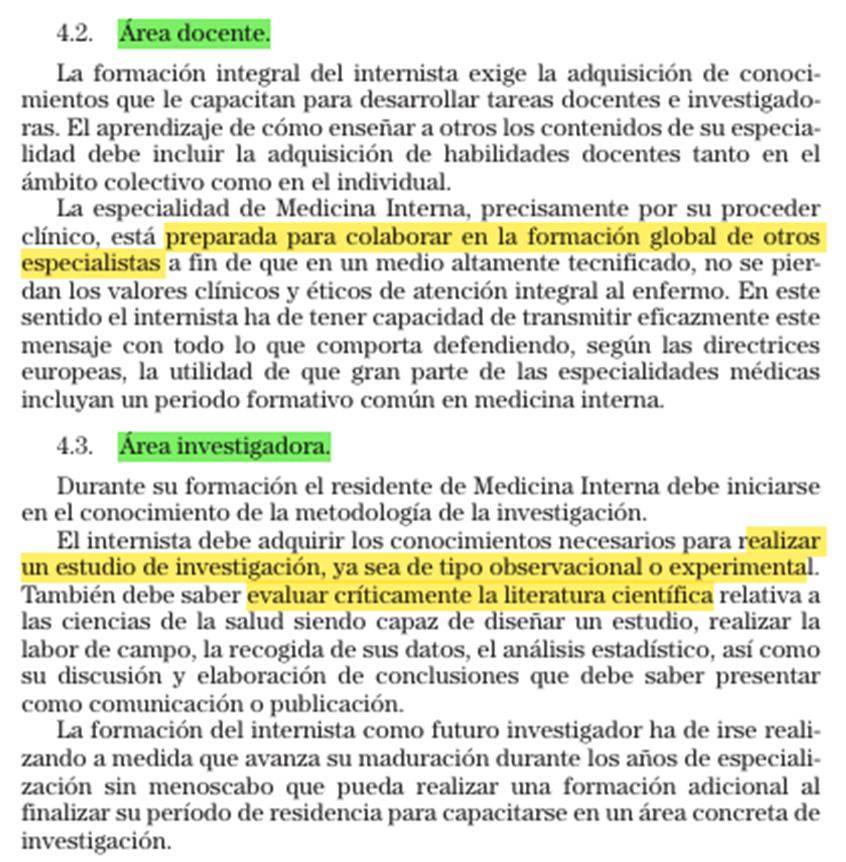 4.2. Área docente.
La formación integral del internista exige la adquisición de conoci-
mientos que le capacitan para desarrollar tareas docentes e investigado-
ras. El aprendizaje de cómo enseñar a otros los contenidos de su especia-
lidad debe incluir la adquisición de habilidades docentes tanto en el
ámbito colectivo como en el individual.
La especialidad de Medicina Interna, precisamente por su proceder
clínico, está preparada para colaborar en la formación global de otros
especialistas a fin de que en un medio altamente tecnificado, no se pier-
dan los valores clínicos y éticos de atención integral al enfermo. En este
sentido el internista ha de tener capacidad de transmitir eficazmente este
mensaje con todo lo que comporta defendiendo, según las directrices
europeas, la utilidad de que gran parte de las especialidades médicas
incluyan un periodo formativo común en medicina interna.
4.3. Área investigadora.
Durante su formación el residente de Medicina Interna debe iniciarse
en el conocimiento de la metodología de la investigación.
El internista debe adquirir los conocimientos necesarios para realizar
un estudio de investigación, ya sea de tipo observacional o experimental.
También debe saber evaluar críticamente la literatura científica relativa a
las ciencias de la salud siendo capaz de diseñar un estudio, realizar la
labor de campo, la recogida de sus datos, el análisis estadístico, así como
su discusión y elaboración de conclusiones que debe saber presentar
como comunicación o publicación.
La formación del internista como futuro investigador ha de irse reali-
zando a medida que avanza su maduración durante los años de especiali-
zación sin menoscabo que pueda realizar una formación adicional al
finalizar su período de residencia para capacitarse en un área concreta de
investigación.